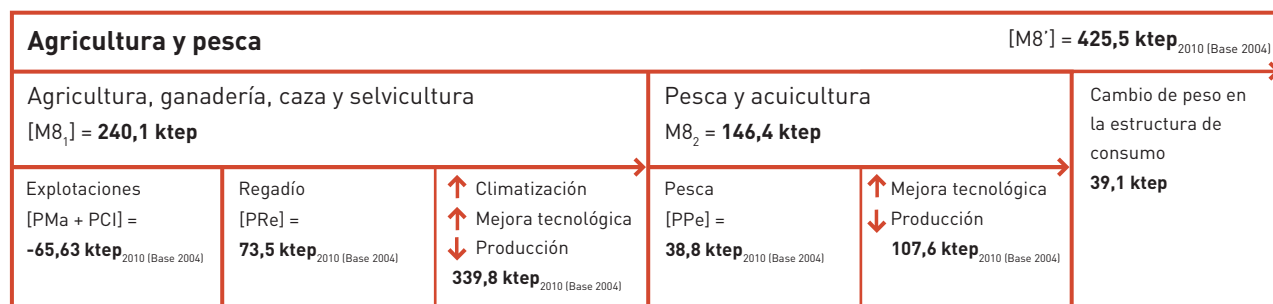 Agricultura y pesca
[M8'] = 425,5 ktep2010 (Base 2004)
Agricultura, ganadería, caza y selvicultura
[M81] = 240,1 ktep
Pesca y acuicultura
M82 = 146,4 ktep
Cambio de peso en
la estructura de
consumo
39,1 ktep
Explotaciones
[PMa + PCI] =
-65,63 ktep2010 (Base 2004)
Regadío
[PRe] =
73,5 ktep2010 (Base 2004)
↑ Climatización
↑ Mejora tecnológica
↓ Producción
339,8 ktep2010 (Base 2004)
Pesca
[PPe] =
38,8 ktep2010 (Base 2004)
↑ Mejora tecnológica
↓ Producción
107,6 ktep2010 (Base 2004)